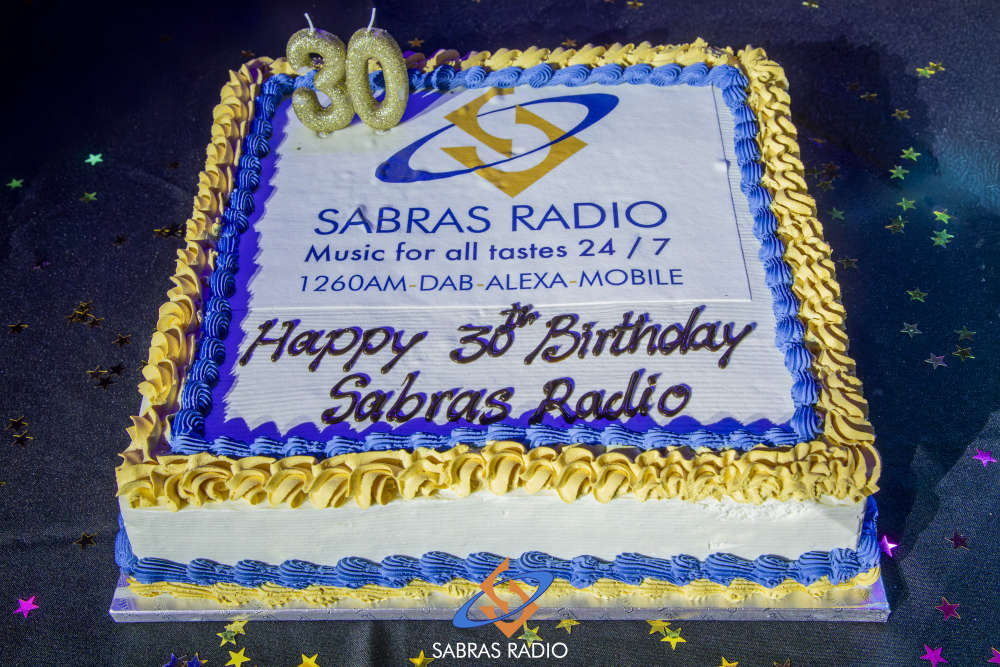 30
SABRAS RADIO
Music for all tastes 24 / 7
1260AM-DAB-ALEXA-MOBILE
Happy 30th Birthday
Sabras Radio
SABRAS RADIO